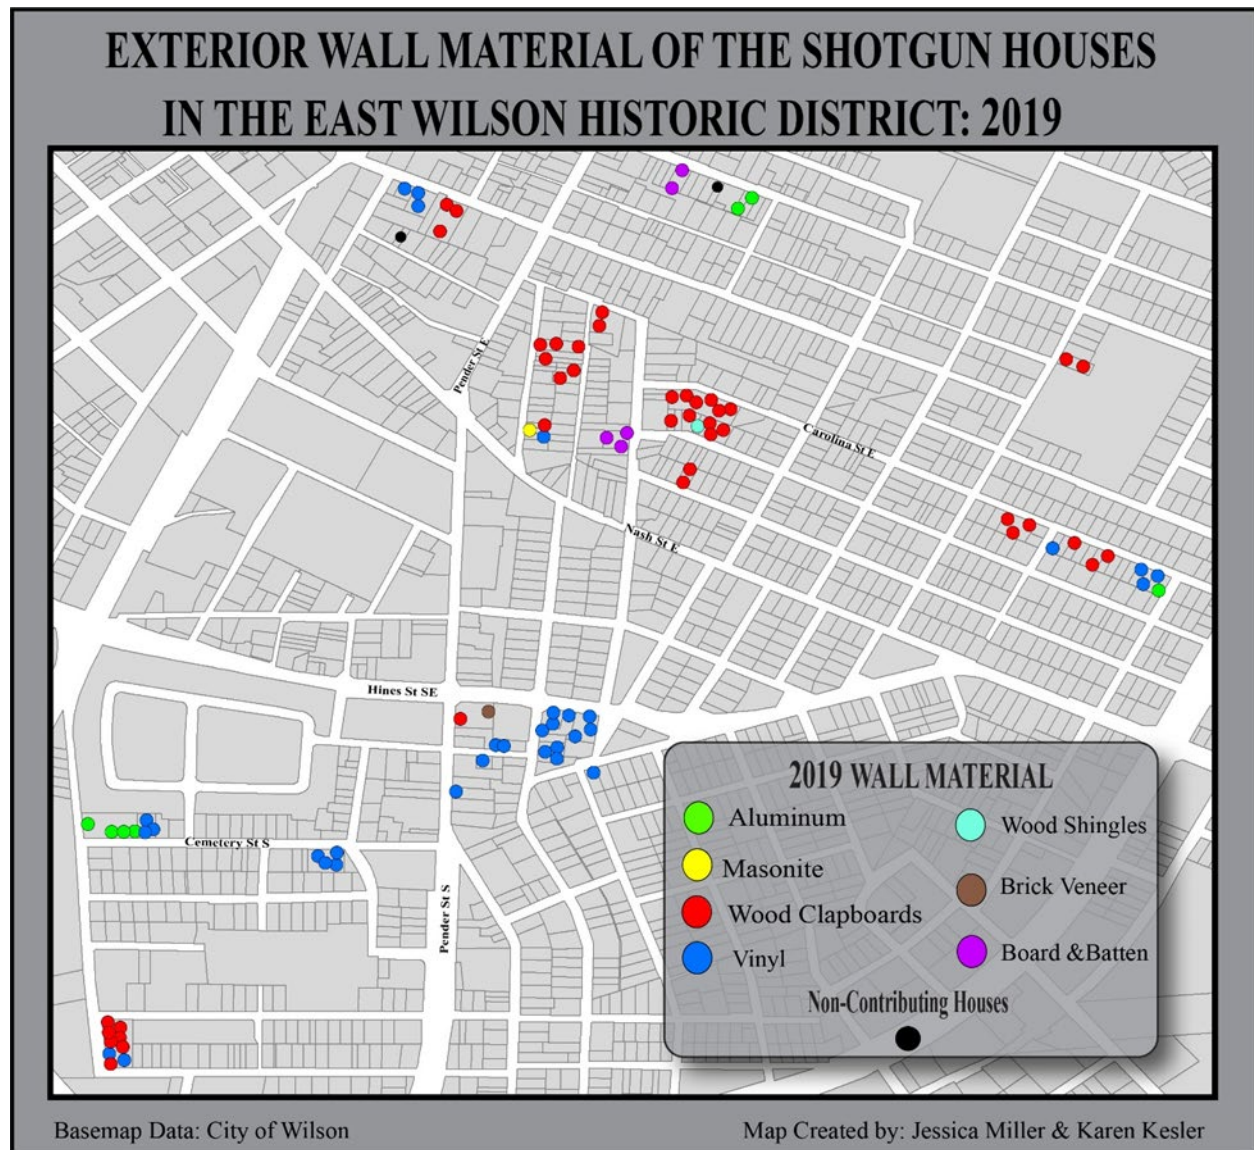 EXTERIOR WALL MATERIAL OF THE SHOTGUN HOUSES
IN THE EAST WILSON HISTORIC DISTRICT: 2019
Pender St E
Carolina St E
Nash St E
Hines St SE
Cemetery St S
Pender St S
2019 WALL MATERIAL
Aluminum
Masonite
Wood Clapboards
Vinyl
Wood Shingles
Brick Veneer
Board &Batten
Non-Contributing Houses
Basemap Data: City of Wilson
Map Created by: Jessica Miller & Karen Kesler